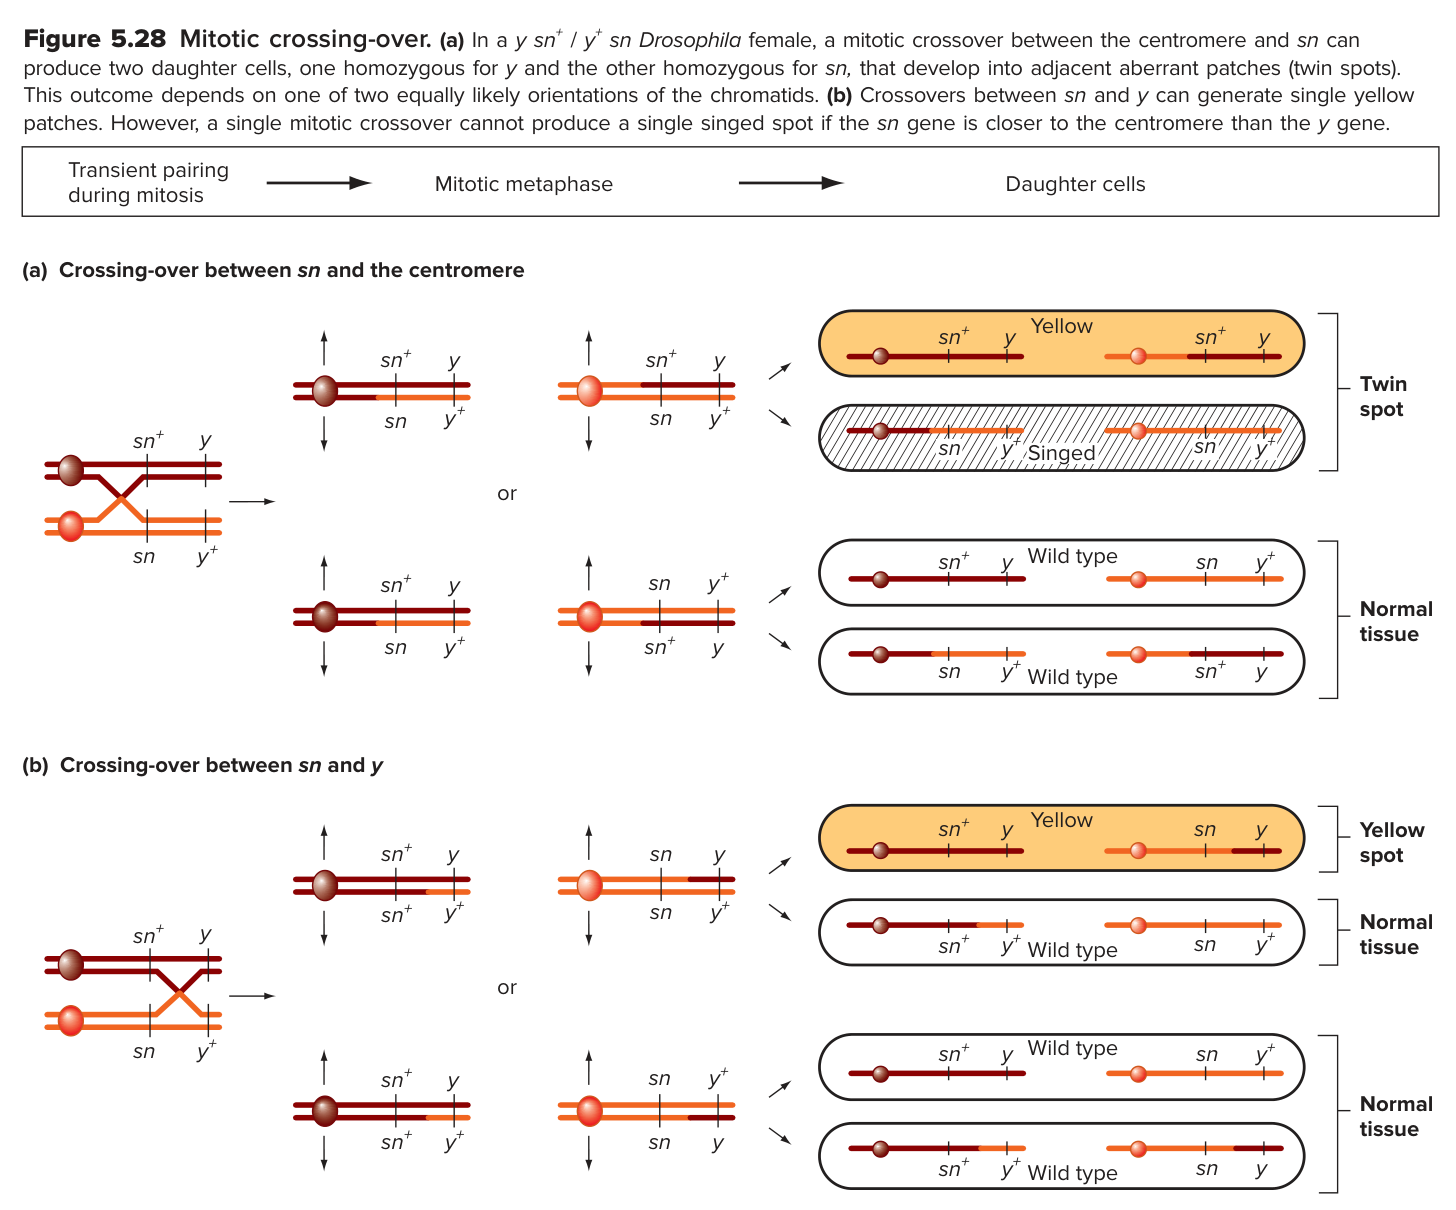 Figure 5.28 Mitotic crossing-over. (a) In a y sn+ / y+ sn Drosophila female, a mitotic crossover between the centromere and sn can
produce two daughter cells, one homozygous for y and the other homozygous for sn, that develop into adjacent aberrant patches (twin spots).
This outcome depends on one of two equally likely orientations of the chromatids. (b) Crossovers between sn and y can generate single yellow
patches. However, a single mitotic crossover cannot produce a single singed spot if the sn gene is closer to the centromere than the y gene.
Transient pairing
during mitosis
Mitotic metaphase
Daughter cells
(a) Crossing-over between sn and the centromere
sn+ y
sn y+
sn+ y
sn y+
sn+ y
sn y+
or
sn+ y
sn y+
sn y+
sn+ y
Yellow
sn+ y
sn+ y
sn y+
Singed
sn y+
Twin
spot
Wild type
sn+ y
sn y+
sn y+
Wild type
sn+ y
Normal
tissue
(b) Crossing-over between sn and y
sn+ y
sn y+
sn+ y
sn+ y+
sn y
sn y+
or
sn+ y
sn+ y+
sn y+
sn y
Yellow
sn+ y
sn y
Yellow
spot
sn+ y+
Wild type
sn y+
Normal
tissue
Wild type
sn+ y
sn y+
sn+ y+
Wild type
sn y
Normal
tissue